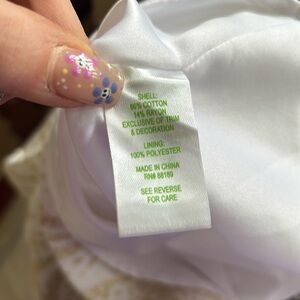 SHELL:
86% COTTON
14% RAYON
EXCLUSIVE OF TRIM
& DECORATION
LINING:
100% POLYESTER
MADE IN CHINA
RN# 88189
SEE REVERSE
FOR CARE